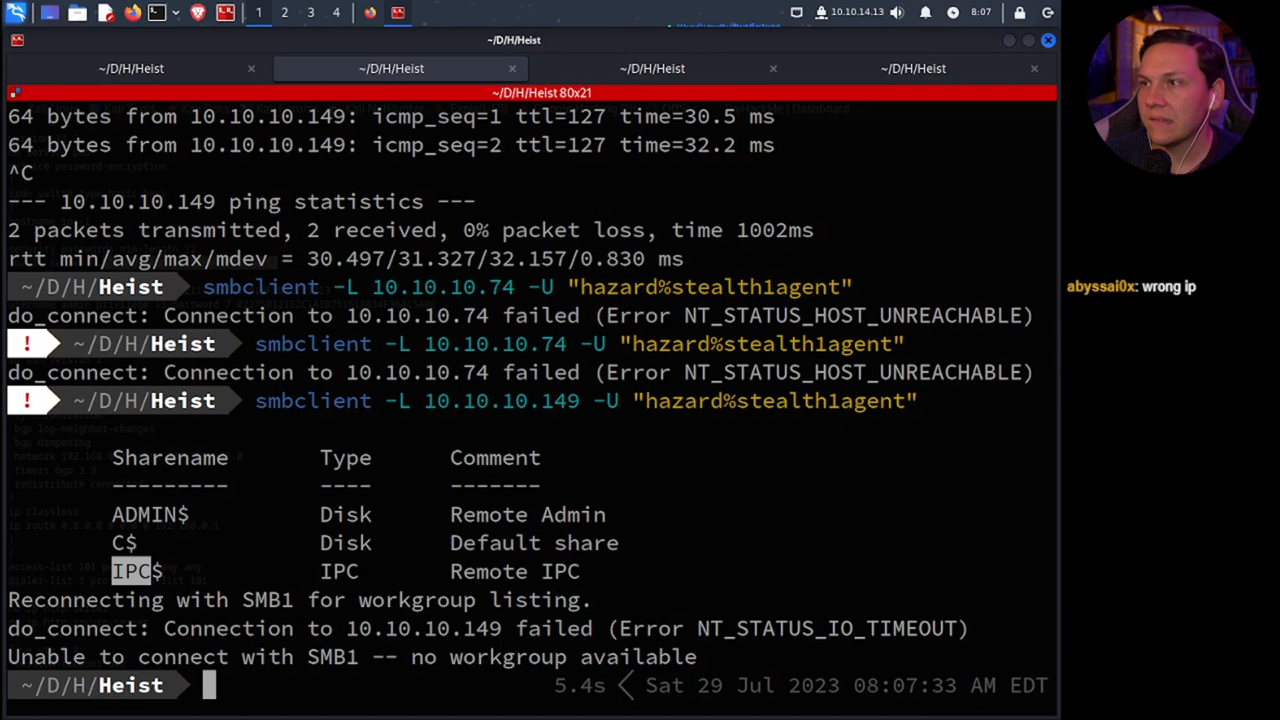 1 2 3 4 10.10.14.13 8:07
~/D/H/Heist
~/D/H/Heist × ~/D/H/Heist × ~/D/H/Heist × ~/D/H/Heist ×
~/D/H/Heist 80x21
64 bytes from 10.10.10.149: icmp_seq=1 ttl=127 time=30.5 ms
64 bytes from 10.10.10.149: icmp_seq=2 ttl=127 time=32.2 ms
^C
--- 10.10.10.149 ping statistics ---
2 packets transmitted, 2 received, 0% packet loss, time 1002ms
rtt min/avg/max/mdev = 30.497/31.327/32.157/0.830 ms
~/D/H/Heist smbclient -L 10.10.10.74 -U "hazard%stealth1agent"
abyssai0x: wrong ip
do_connect: Connection to 10.10.10.74 failed (Error NT_STATUS_HOST_UNREACHABLE)
! ~/D/H/Heist smbclient -L 10.10.10.74 -U "hazard%stealth1agent"
do_connect: Connection to 10.10.10.74 failed (Error NT_STATUS_HOST_UNREACHABLE)
! ~/D/H/Heist smbclient -L 10.10.10.149 -U "hazard%stealth1agent"
Sharename Type Comment
--------- ---- -------
ADMIN$ Disk Remote Admin
C$ Disk Default share
IPC$ IPC Remote IPC
Reconnecting with SMB1 for workgroup listing.
do_connect: Connection to 10.10.10.149 failed (Error NT_STATUS_IO_TIMEOUT)
Unable to connect with SMB1 -- no workgroup available
~/D/H/Heist 5.4s < Sat 29 Jul 2023 08:07:33 AM EDT